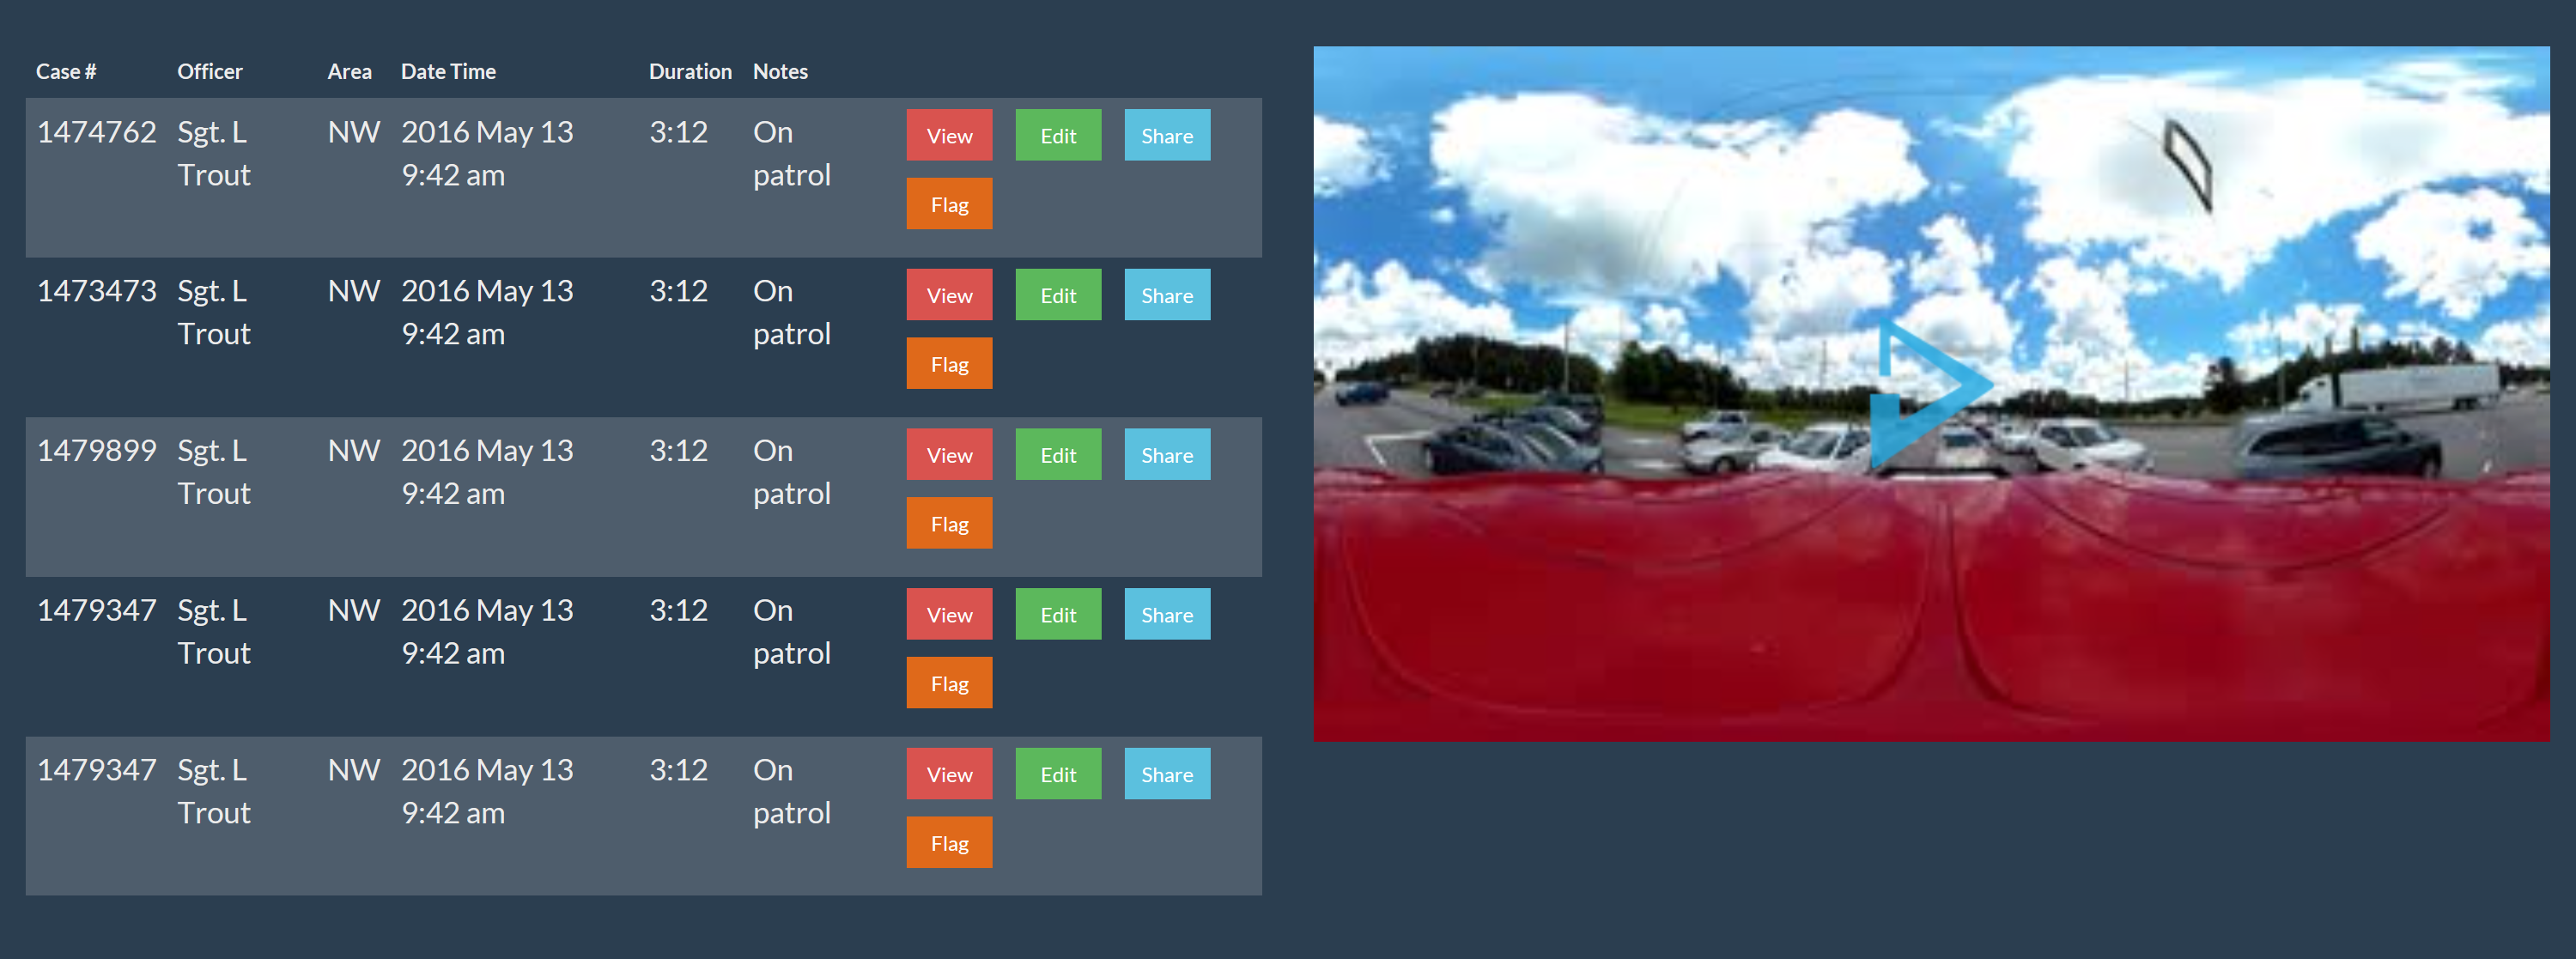 Case # Officer Area Date Time Duration Notes
1474762 Sgt. L NW 2016 May 13 3:12 On View Edit Share
Trout 9:42 am patrol
Flag
1473473 Sgt. L NW 2016 May 13 3:12 On View Edit Share
Trout 9:42 am patrol
Flag
1479899 Sgt. L NW 2016 May 13 3:12 On View Edit Share
Trout 9:42 am patrol
Flag
1479347 Sgt. L NW 2016 May 13 3:12 On View Edit Share
Trout 9:42 am patrol
Flag
1479347 Sgt. L NW 2016 May 13 3:12 On View Edit Share
Trout 9:42 am patrol
Flag